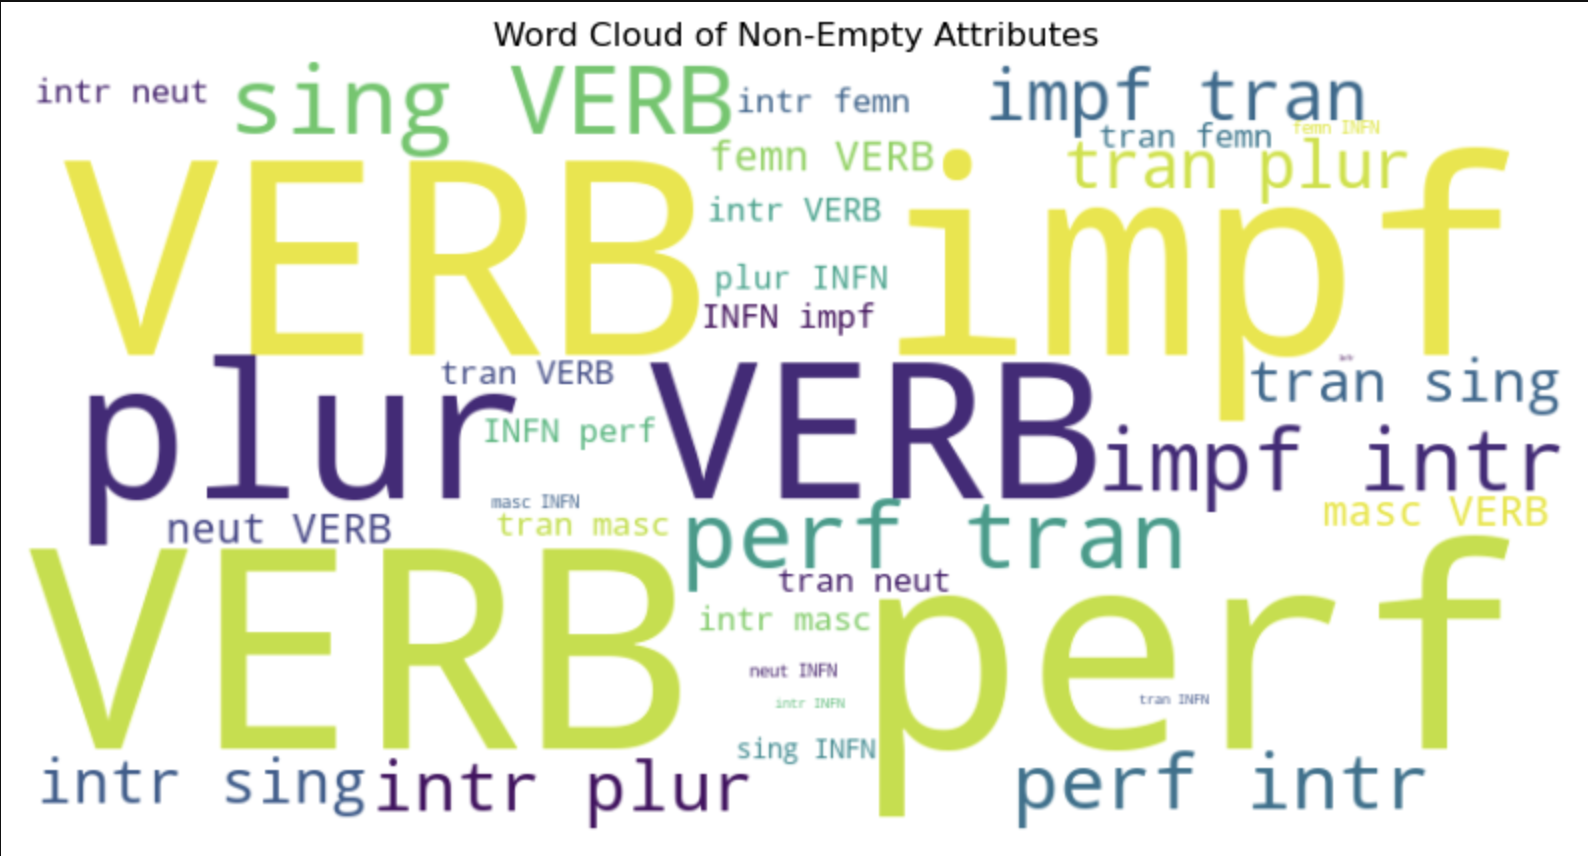 Word Cloud of Non-Empty Attributes
intr neut
sing VERB
intr femn
impf tran
tran femn
femn INFN
femn VERB
tran plur
VERB impf
intr VERB
plur INFN
INFN impf
plur VERB
tran VERB
tran sing
INFN perf
impf intr
masc INFN
masc VERB
neut VERB
tran masc
perf tran
VERB perf
tran neut
intr masc
neut INFN
intr INFN
tran INFN
sing INFN
intr sing
intr plur
perf intr